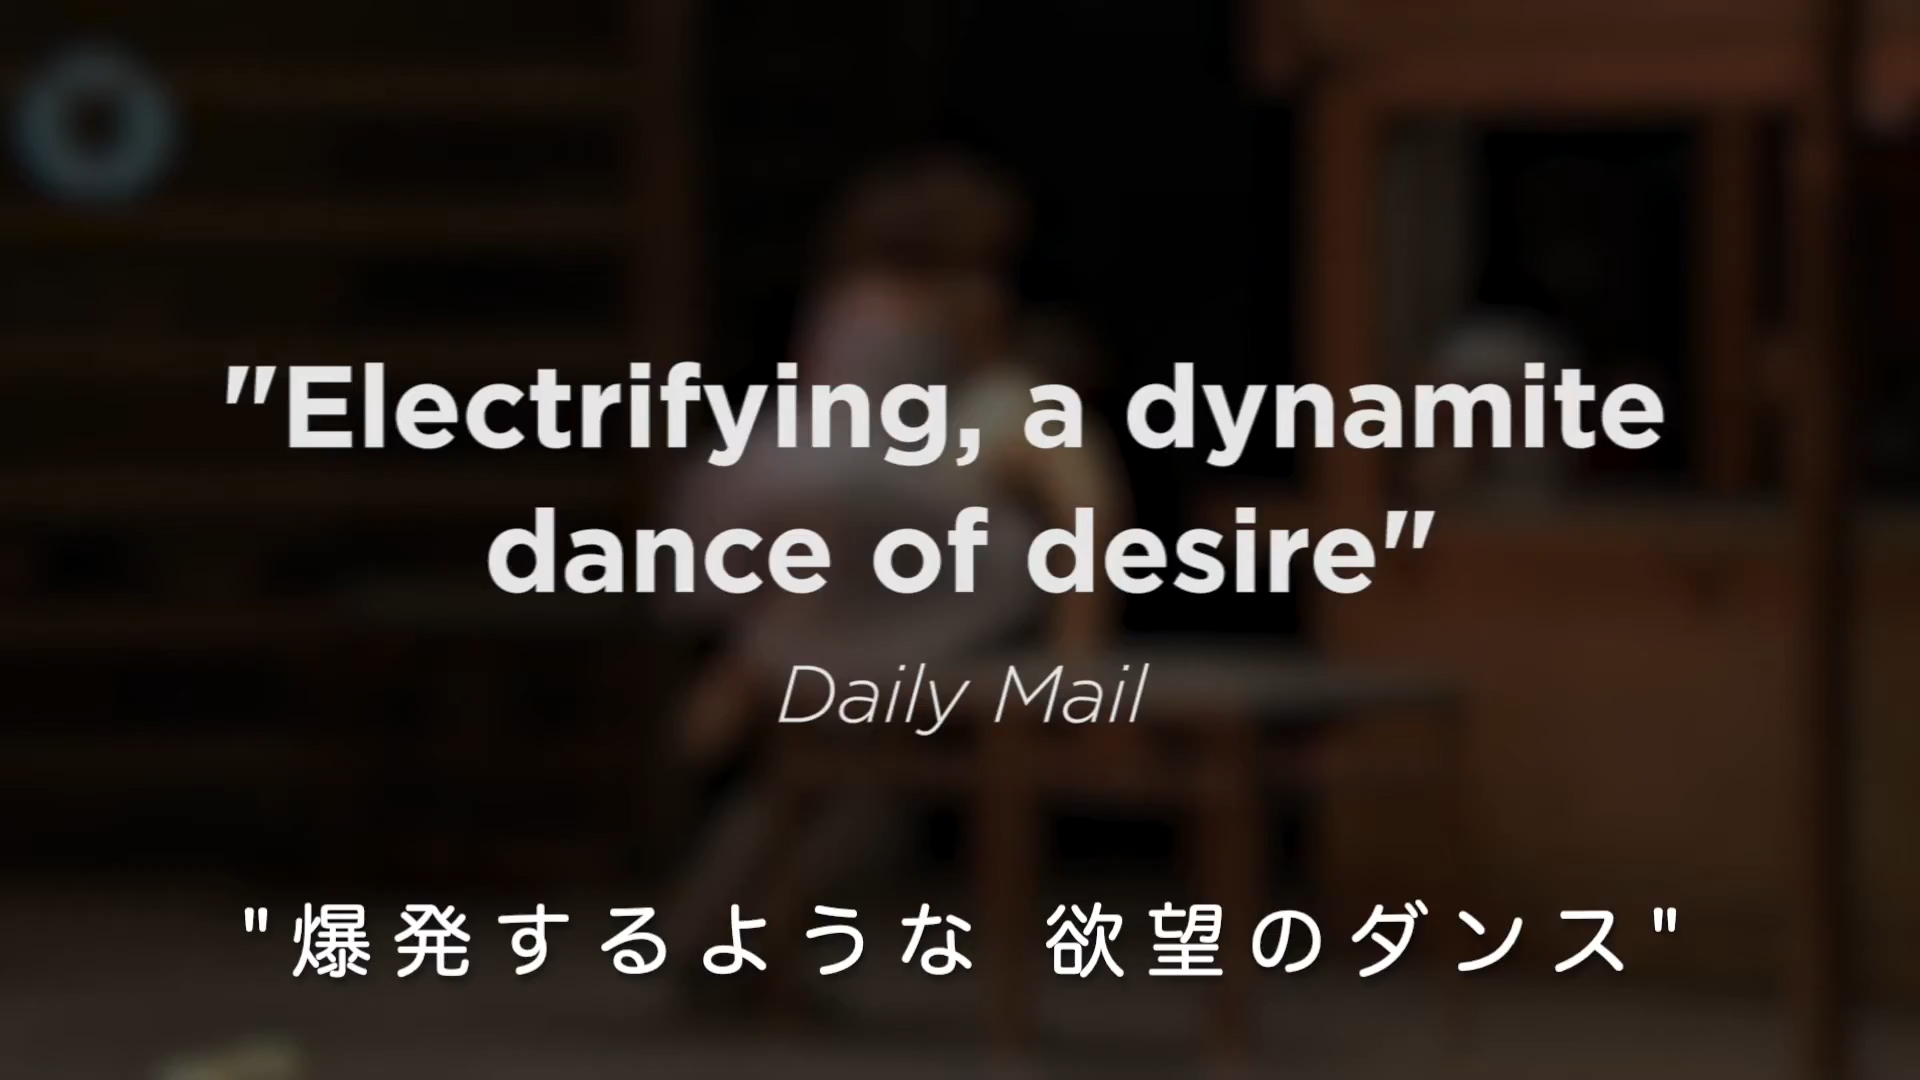 "Electrifying, a dynamite
dance of desire"
Daily Mail
"爆発するような 欲望のダンス"